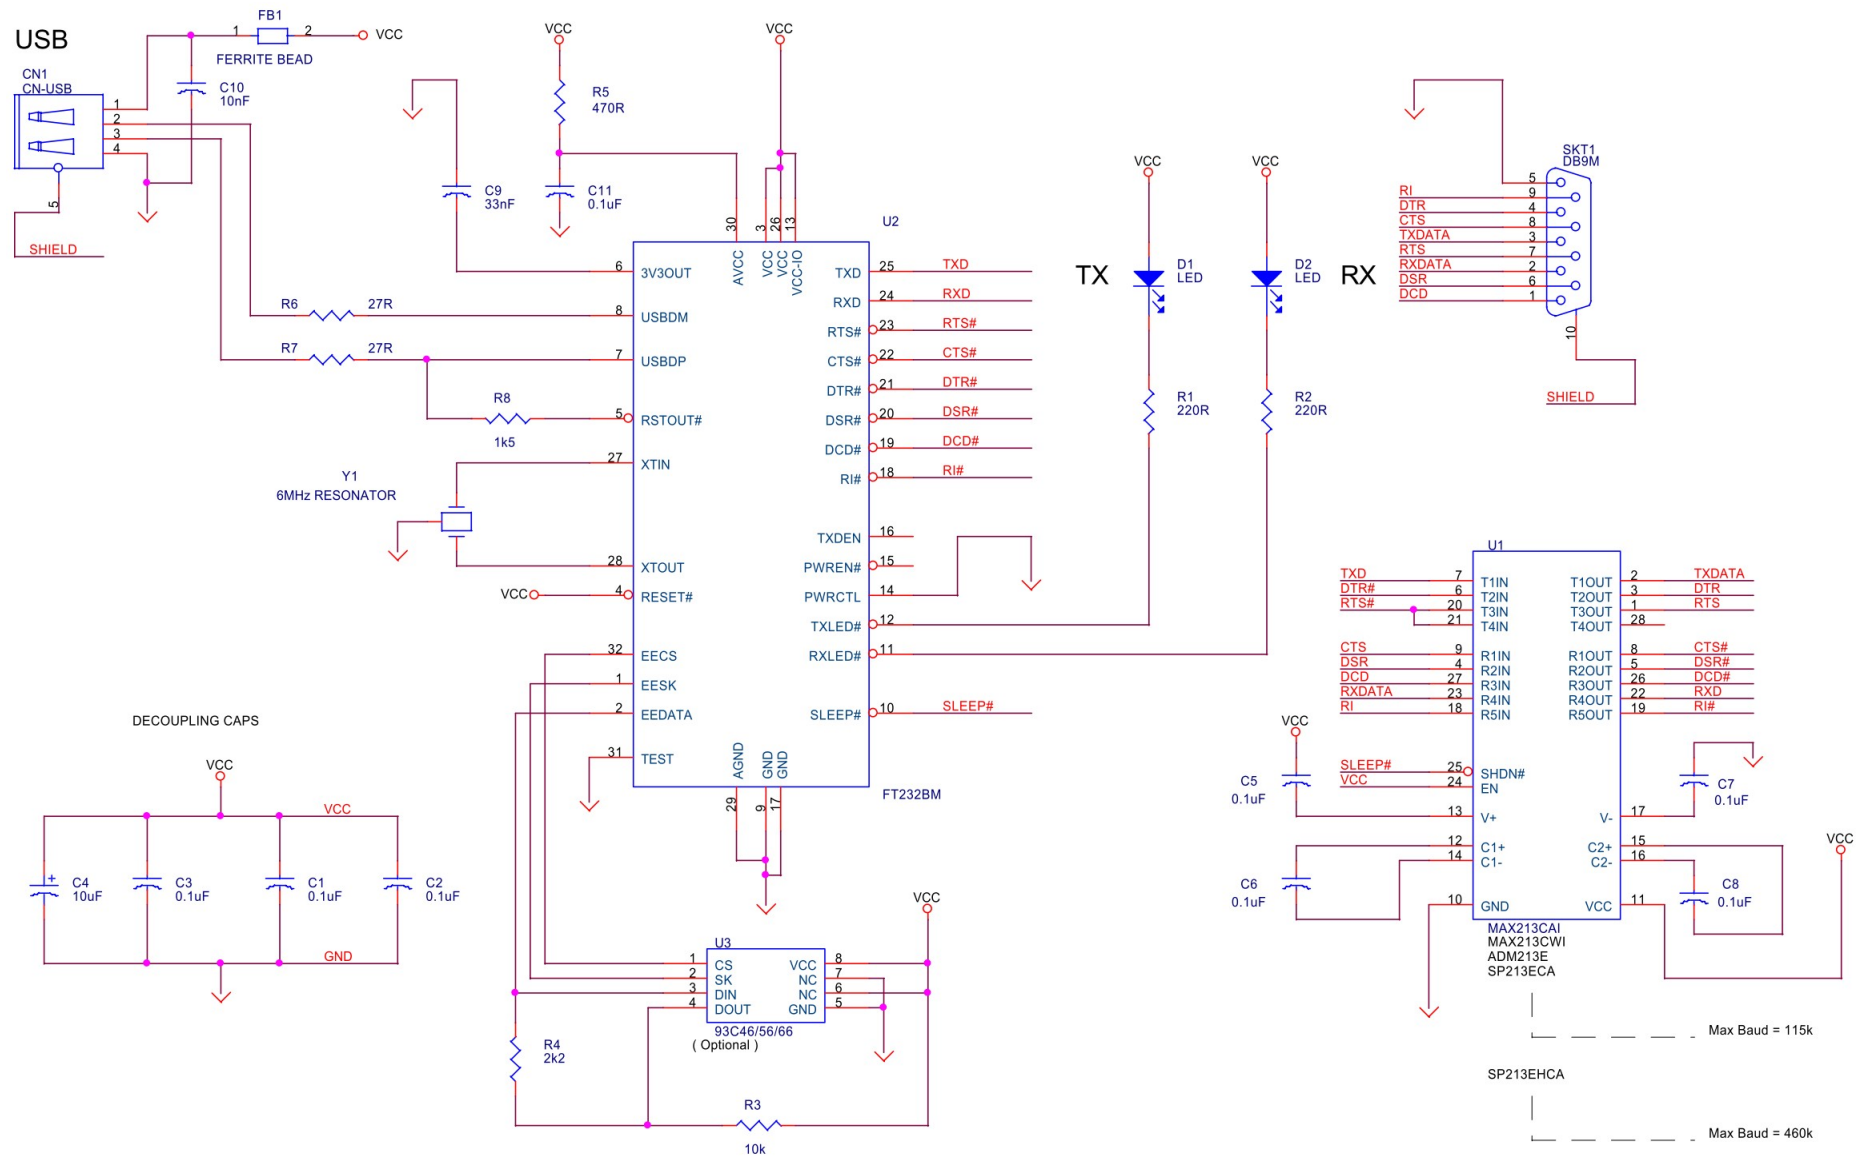 USB
CN1
CN-USB
1
2
3
4
5
SHIELD
FB1
1
2
VCC
FERRITE BEAD
C10
10nF
C9
33nF
VCC
R5
470R
C11
0.1uF
VCC
R6
27R
R7
27R
R8
1k5
Y1
6MHz RESONATOR
VCC
U2
30
3
26
13
AVCC
VCC
VCC
VCC-IO
6
3V3OUT
8
USBDM
7
USBDP
5
RSTOUT#
27
XTIN
28
XTOUT
4
RESET#
32
EECS
1
EESK
2
EEDATA
31
TEST
TXD
25
TXD
RXD
24
RXD
RTS#
23
RTS#
CTS#
22
CTS#
DTR#
21
DTR#
DSR#
20
DSR#
DCD#
19
DCD#
RI#
18
RI#
TXDEN
16
PWREN#
15
PWRCTL
14
TXLED#
12
RXLED#
11
SLEEP#
10
SLEEP#
AGND
GND
GND
29
9
17
FT232BM
VCC
TX
D1
LED
R1
220R
VCC
D2
LED
RX
R2
220R
SKT1
DB9M
5
RI
9
DTR
4
CTS
8
TXDATA
3
RTS
7
RXDATA
2
DSR
6
DCD
1
10
SHIELD
U1
TXD
7
T1IN
T1OUT
2
TXDATA
DTR#
6
T2IN
T2OUT
3
DTR
RTS#
20
T3IN
T3OUT
1
RTS
21
T4IN
T4OUT
28
CTS
9
R1IN
R1OUT
8
CTS#
DSR
4
R2IN
R2OUT
5
DSR#
DCD
27
R3IN
R3OUT
26
DCD#
RXDATA
23
R4IN
R4OUT
22
RXD
RI
18
R5IN
R5OUT
19
RI#
VCC
SLEEP#
25
SHDN#
VCC
24
EN
C5
0.1uF
C7
0.1uF
13
V+
V-
17
12
C1+
C2+
15
14
C1-
C2-
16
C6
0.1uF
C8
0.1uF
VCC
10
GND
VCC
11
MAX213CAI
MAX213CWI
ADM213E
SP213ECA
Max Baud = 115k
SP213EHCA
Max Baud = 460k
DECOUPLING CAPS
VCC
VCC
C4
10uF
+
C3
0.1uF
C1
0.1uF
C2
0.1uF
GND
VCC
U3
1
CS
VCC
8
2
SK
NC
7
3
DIN
NC
6
4
DOUT
GND
5
93C46/56/66
( Optional )
R4
2k2
R3
10k